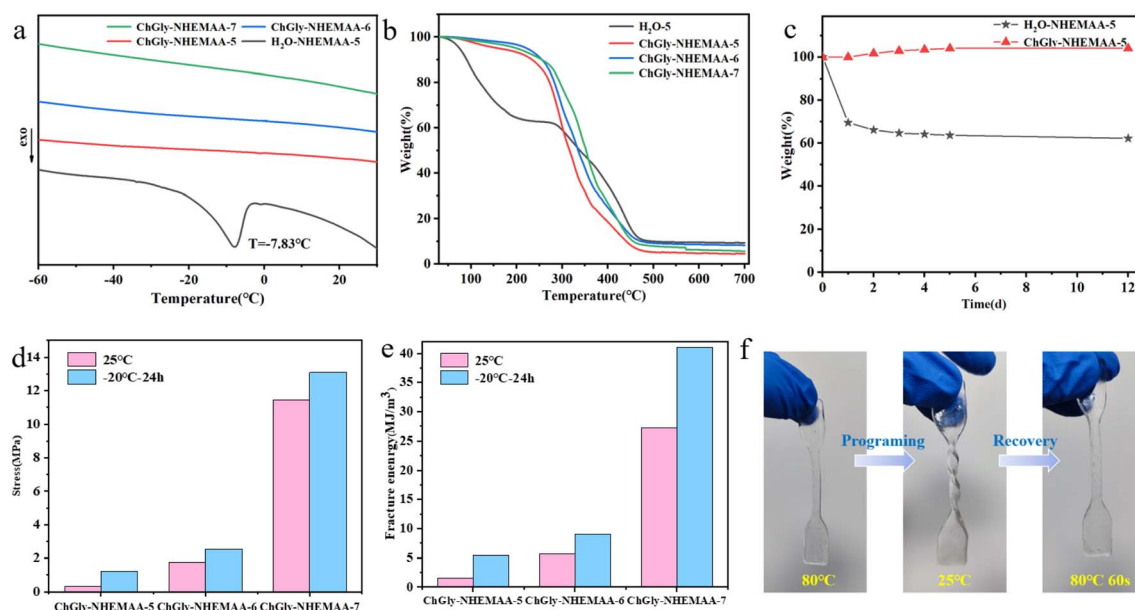 a
ChGly-NHEMAA-7 ChGly-NHEMAA-6
ChGly-NHEMAA-5 H₂O-NHEMAA-5
exo
T=-7.83℃
-60 -40 -20 0 20
Temperature(℃)
b
H₂O-5
ChGly-NHEMAA-5
ChGly-NHEMAA-6
ChGly-NHEMAA-7
Weight(%)
100
80
60
40
20
0
100 200 300 400 500 600 700
Temperature(℃)
c
H₂O-NHEMAA-5
ChGly-NHEMAA-5
Weight(%)
100
80
60
40
20
0
0 2 4 6 8 10 12
Time(d)
d
25℃
-20℃-24h
Stress(MPa)
14
12
10
8
6
4
2
0
ChGly-NHEMAA-5 ChGly-NHEMAA-6 ChGly-NHEMAA-7
e
25℃
-20℃-24h
Fracture enenrgy(MJ/m³)
40
35
30
25
20
15
10
5
0
ChGly-NHEMAA-5 ChGly-NHEMAA-6 ChGly-NHEMAA-7
f
Programing
Recovery
80℃
25℃
80℃ 60s